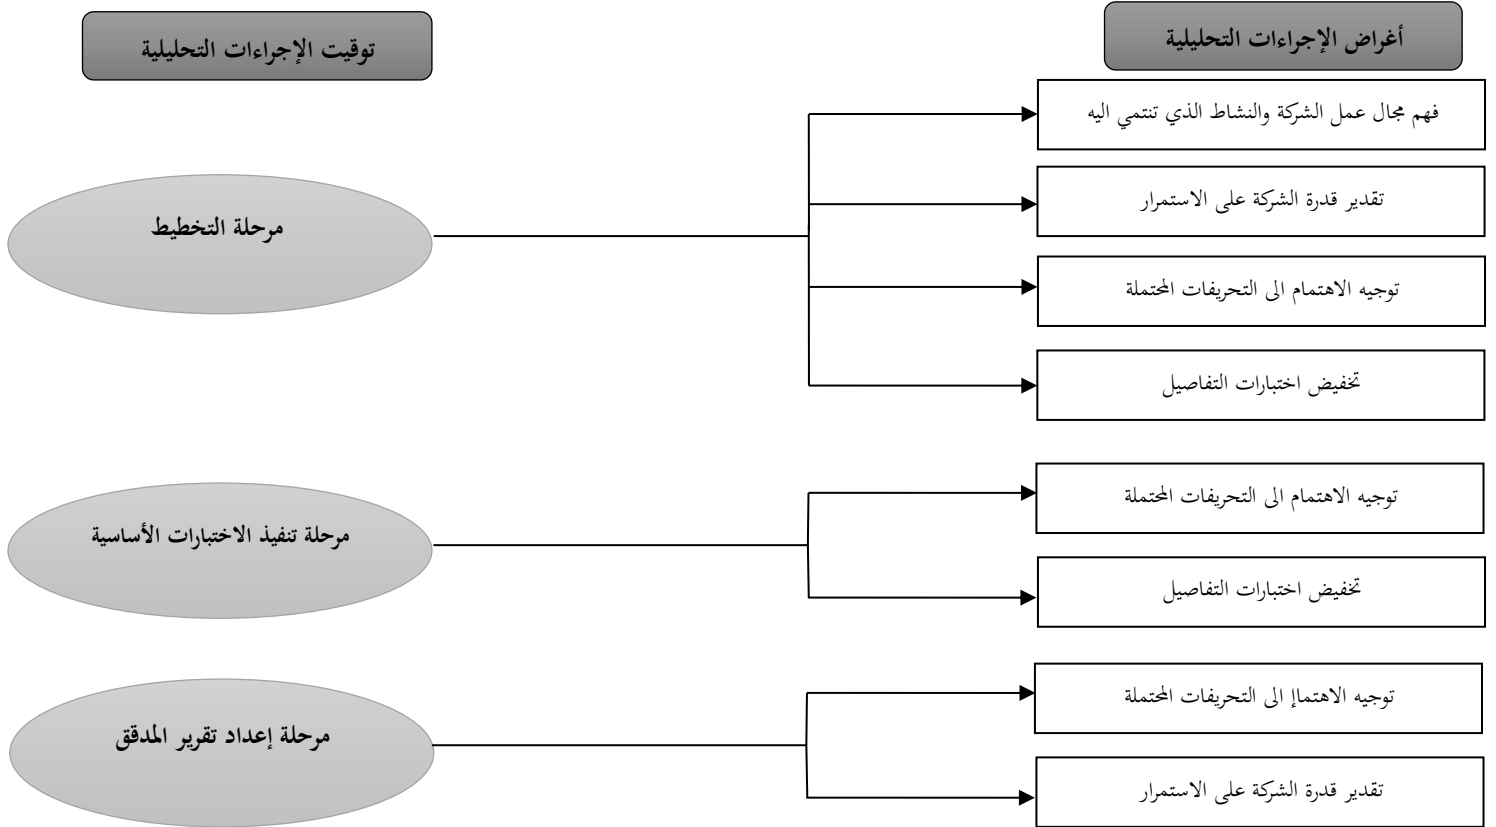 أغراض الإجراءات التحليلية
توقيت الإجراءات التحليلية
فهم مجال عمل الشركة والنشاط الذي تنتمي اليه
تقدير قدرة الشركة على الاستمرار
مرحلة التخطيط
توجيه الاهتمام الى التحريفات المحتملة
تخفيض اختبارات التفاصيل
توجيه الاهتمام الى التحريفات المحتملة
مرحلة تنفيذ الاختبارات الأساسية
تخفيض اختبارات التفاصيل
توجيه الاهتماإ الى التحريفات المحتملة
مرحلة إعداد تقرير المدقق
تقدير قدرة الشركة على الاستمرار